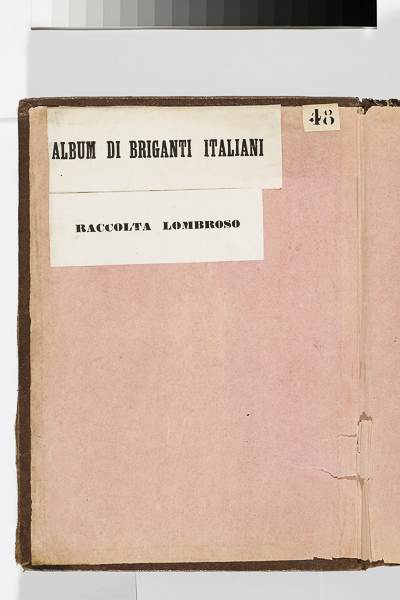 48
ALBUM DI BRIGANTI ITALIANI
RACCOLTA LOMBROSO